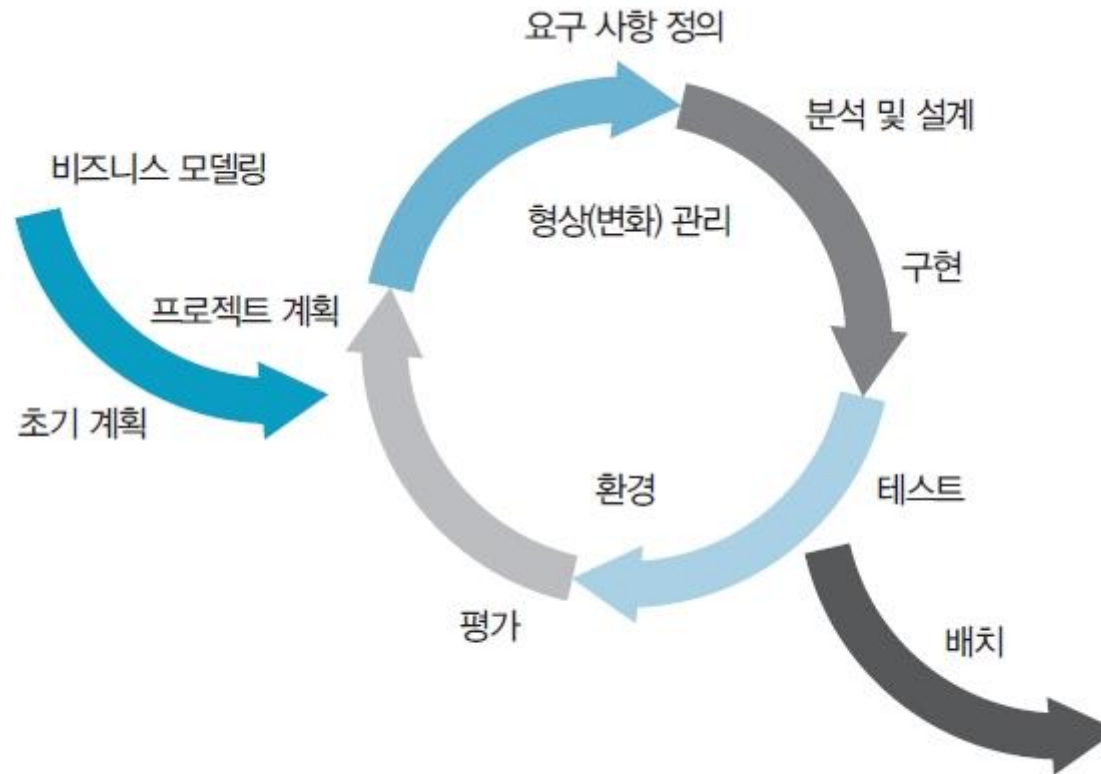 요구 사항 정의
분석 및 설계
비즈니스 모델링
형상(변화) 관리
구현
프로젝트 계획
초기 계획
환경
테스트
평가
배치